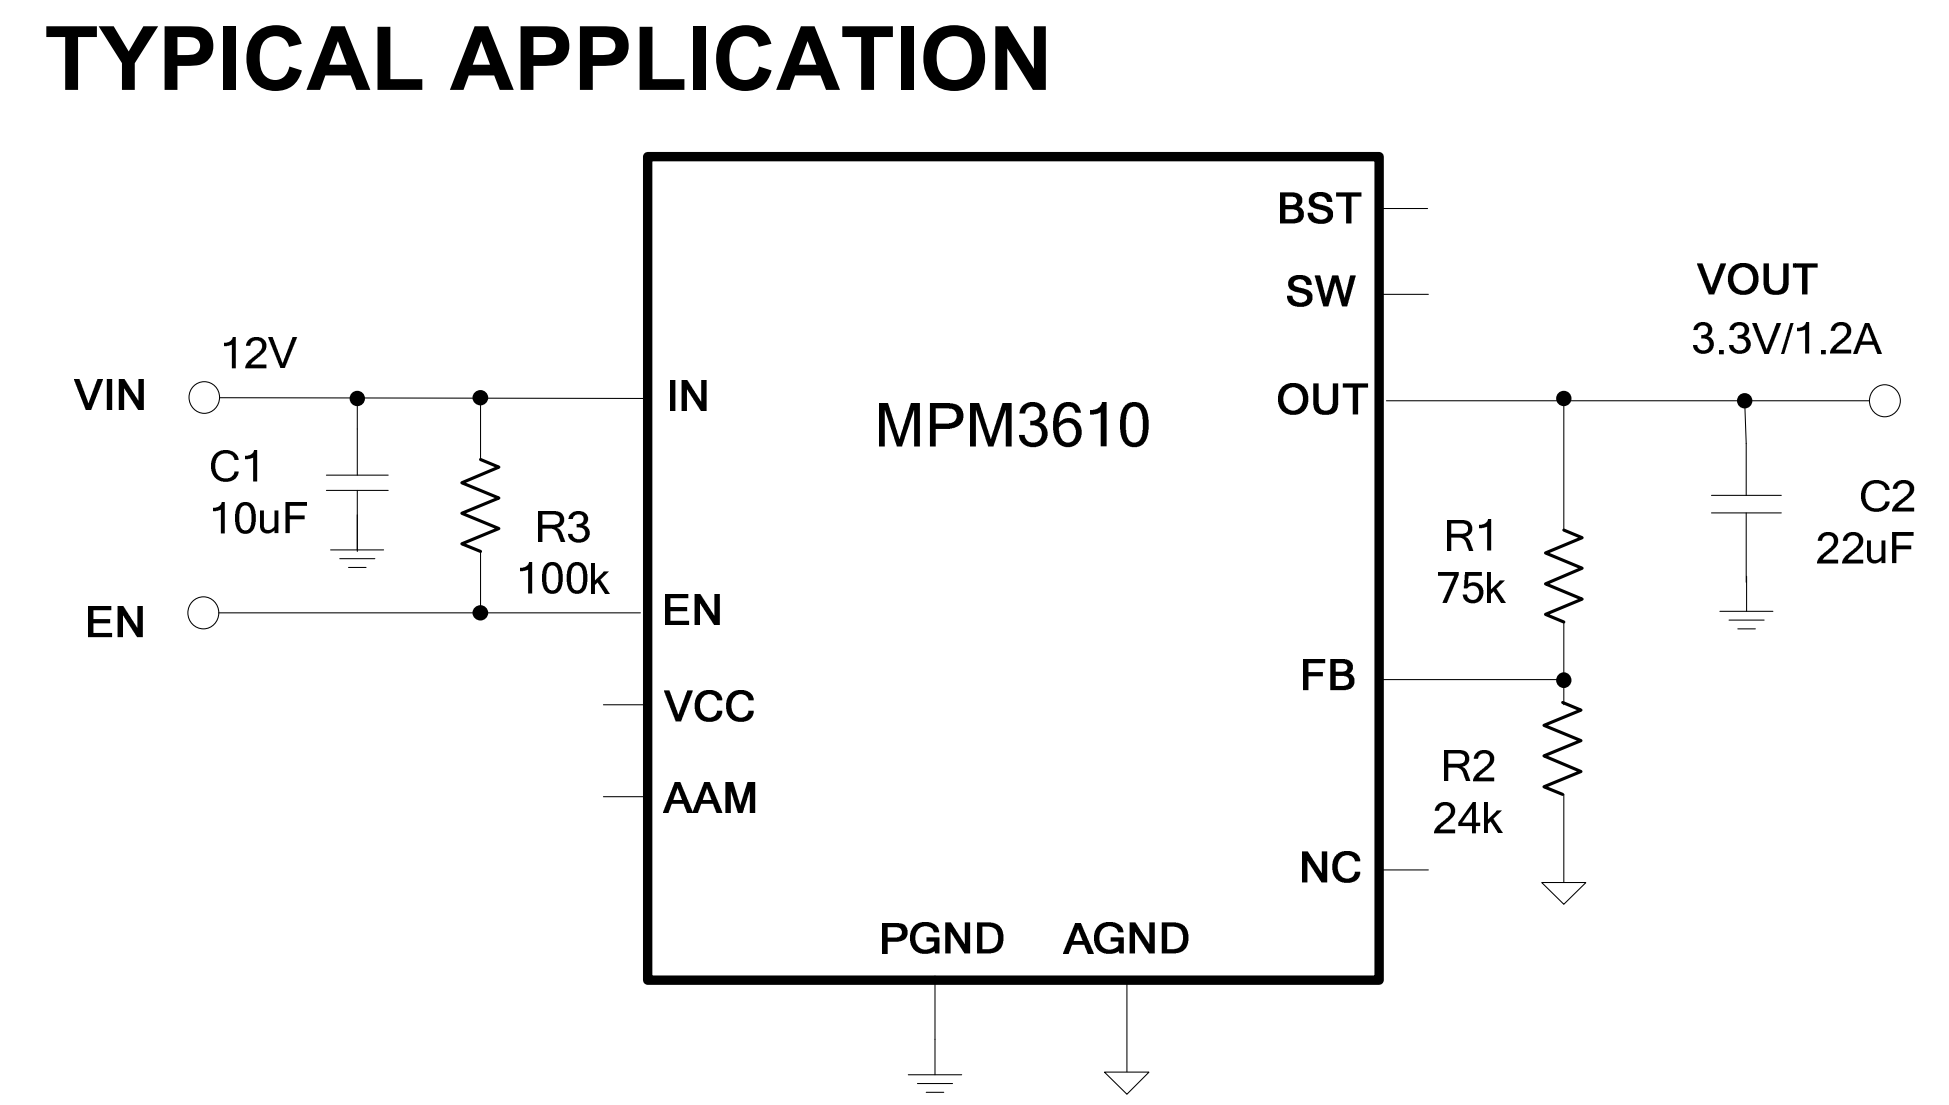 TYPICAL APPLICATION
BST
SW
VOUT
3.3V/1.2A
12V
VIN
IN
MPM3610
OUT
C1
10uF
R3
100k
C2
22uF
R1
75k
EN
EN
FB
VCC
R2
24k
AAM
NC
PGND
AGND